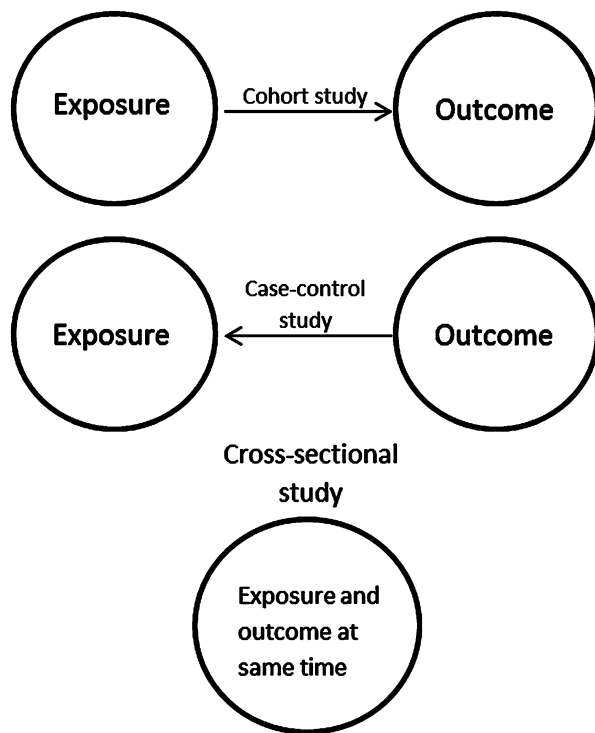 Exposure
Cohort study
Outcome
Exposure
Case-control
study
Outcome
Cross-sectional
study
Exposure and
outcome at
same time